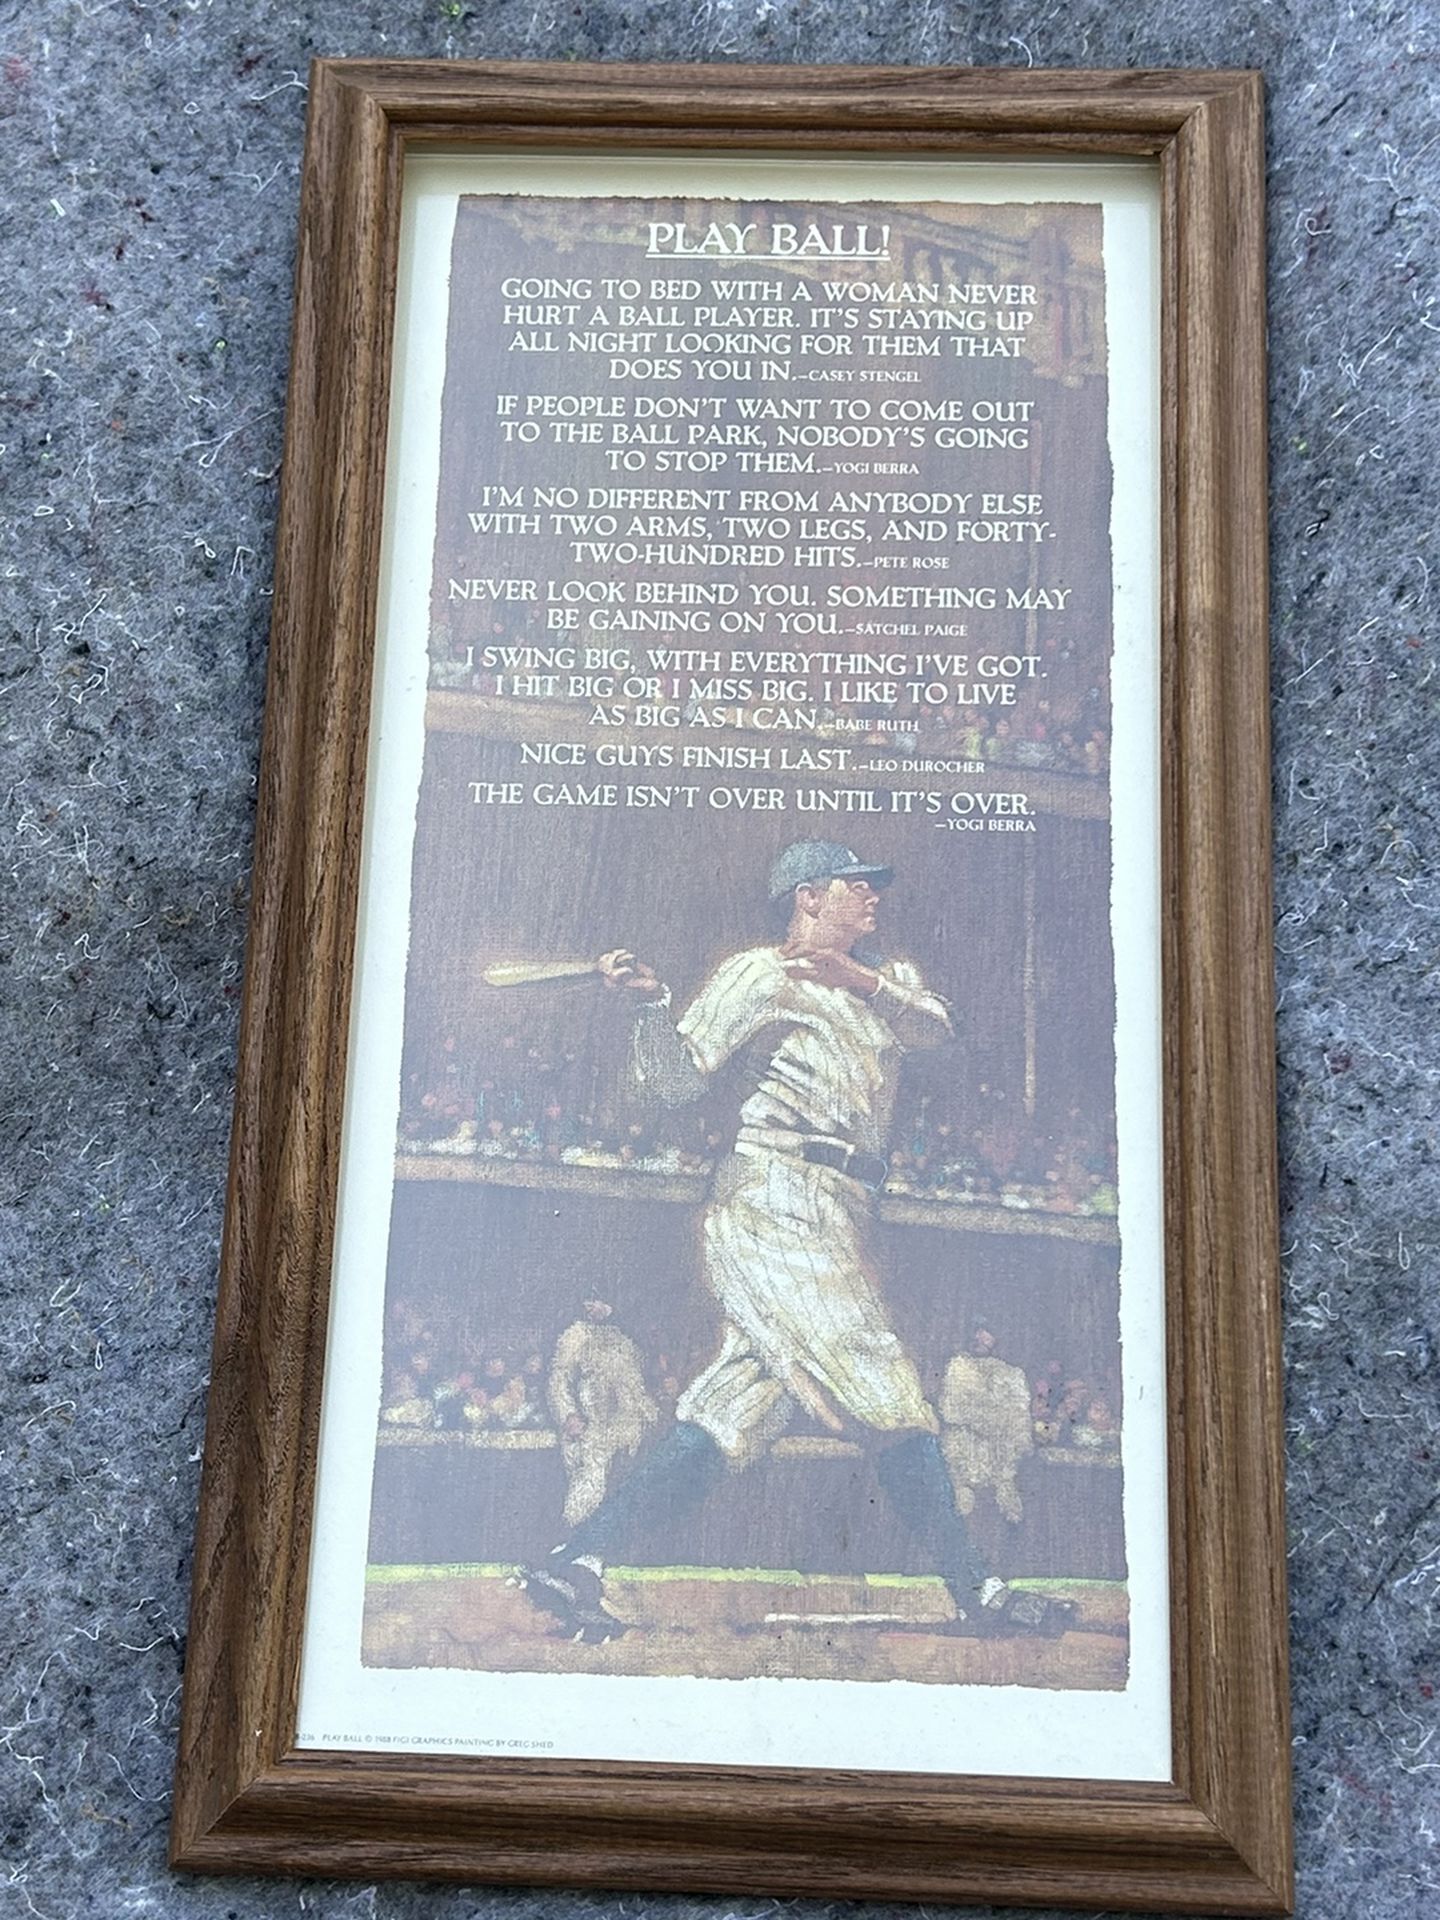 PLAY BALL!
GOING TO BED WITH A WOMAN NEVER
HURT A BALL PLAYER. IT'S STAYING UP
ALL NIGHT LOOKING FOR THEM THAT
DOES YOU IN.–CASEY STENGEL
IF PEOPLE DON'T WANT TO COME OUT
TO THE BALL PARK, NOBODY'S GOING
TO STOP THEM.–YOGI BERRA
I'M NO DIFFERENT FROM ANYBODY ELSE
WITH TWO ARMS, TWO LEGS, AND FORTY-
TWO-HUNDRED HITS.–PETE ROSE
NEVER LOOK BEHIND YOU. SOMETHING MAY
BE GAINING ON YOU.–SATCHEL PAIGE
I SWING BIG, WITH EVERYTHING I'VE GOT.
I HIT BIG OR I MISS BIG. I LIKE TO LIVE
AS BIG AS I CAN.–BABE RUTH
NICE GUYS FINISH LAST.–LEO DUROCHER
THE GAME ISN'T OVER UNTIL IT'S OVER.
–YOGI BERRA
PLAY BALL © 1988 FIGI GRAPHICS PAINTING BY GREG SHED